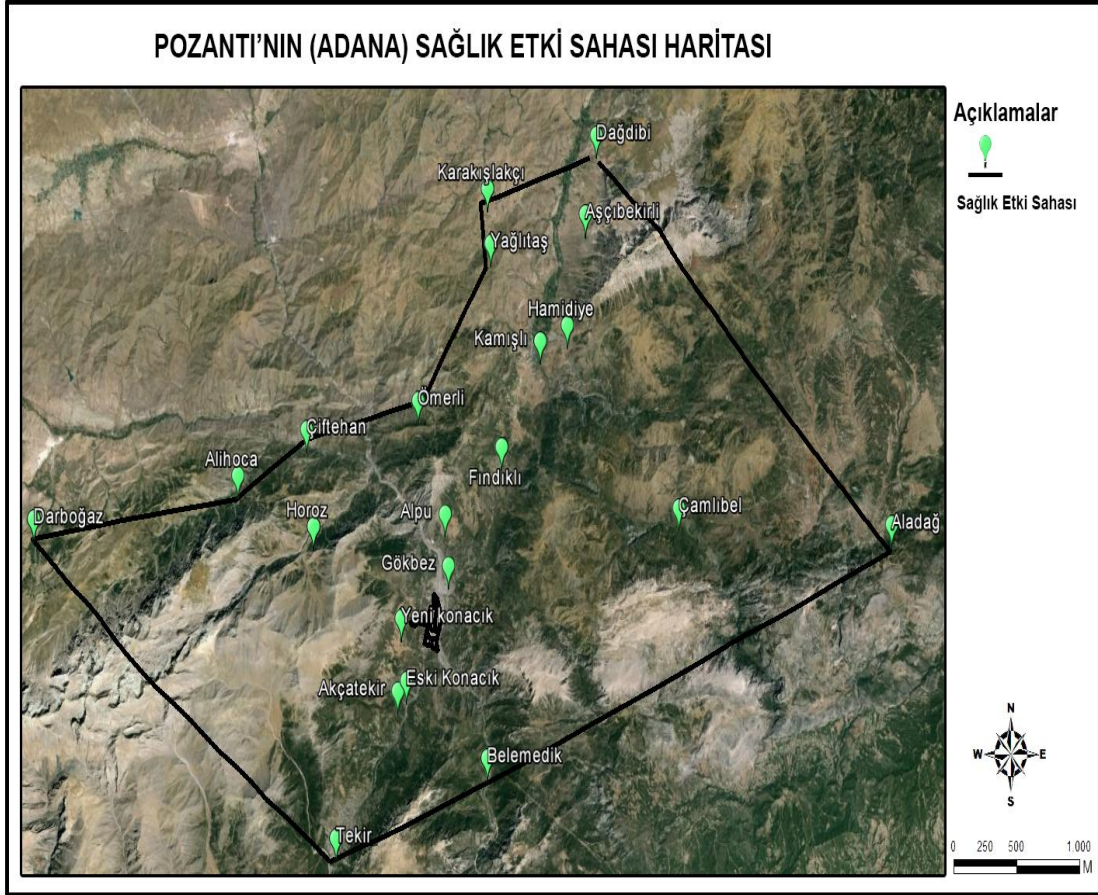 POZANTI’NIN (ADANA) SAĞLIK ETKİ SAHASI HARİTASI
Açıklamalar
Sağlık Etki Sahası
Dağdibi
Karakışlakçı
Aşçıbekirli
Yağlıtaş
Hamidiye
Kamışlı
Ömerli
Çiftehan
Fındıklı
Alihoca
Darboğaz
Horoz
Alpu
Çamlıbel
Aladağ
Gökbez
Yeni konacık
Eski Konacık
Akçatekir
Belemedik
Tekir
N
W E
S
0 250 500 1.000
M